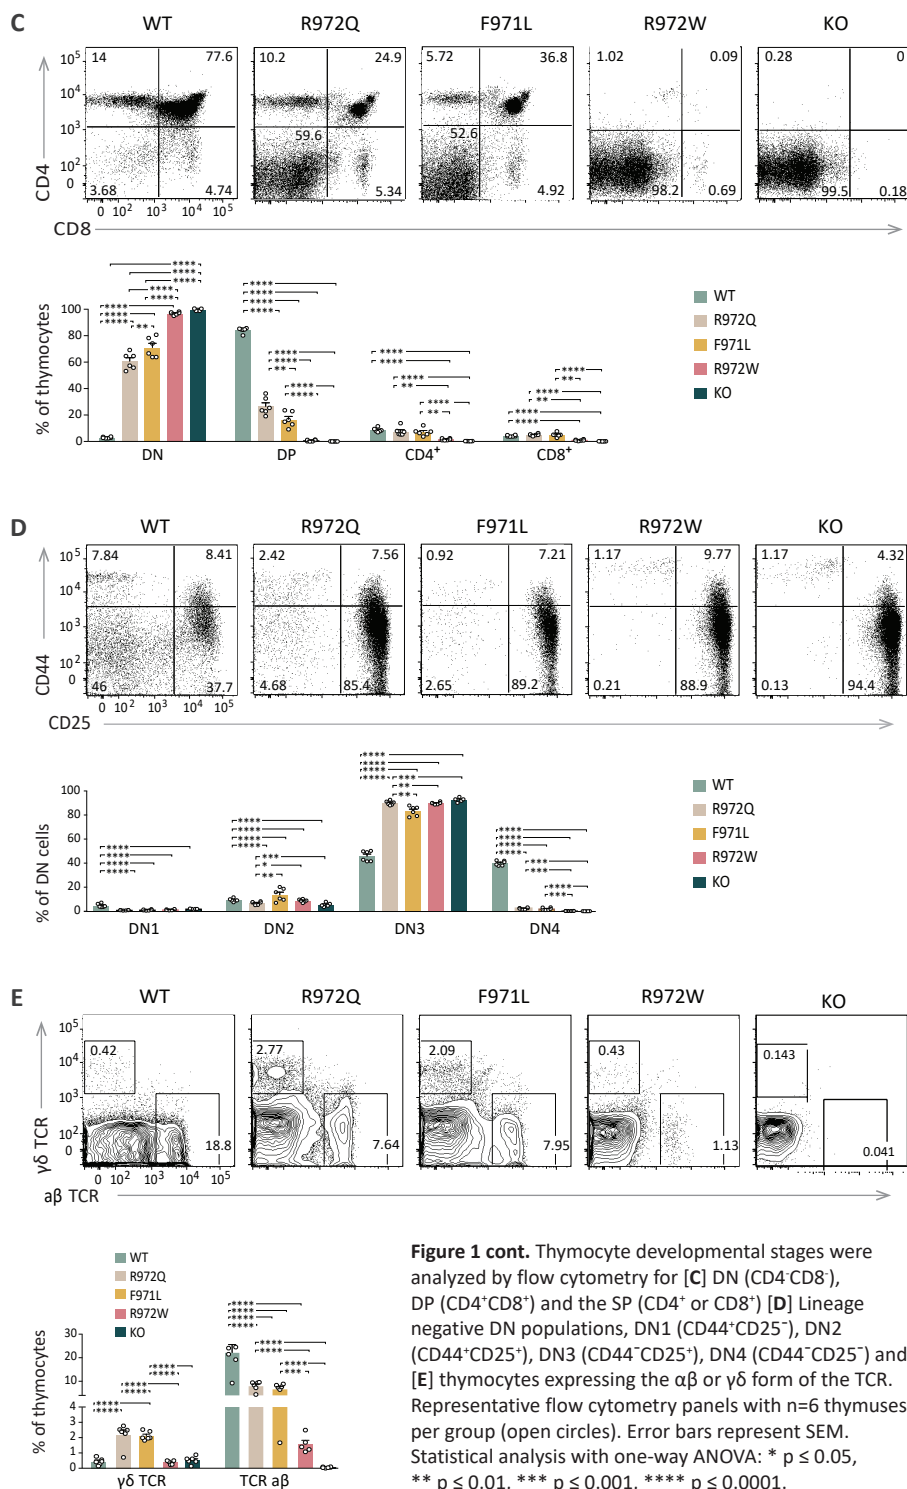 C
WT R972Q F971L R972W KO
14 77.6 10.2 24.9 5.72 36.8 1.02 0.09 0.28 0
10⁵
10⁴
10³
10²
0
CD4
59.6 52.6
3.68 4.74 5.34 4.92 98.2 0.69 99.5 0.18
0 10² 10³ 10⁴ 10⁵
CD8
% of thymocytes
100
80
60
40
20
0
**** **** **** **** **** **** **** **** **
**** **** **** **** **** **** ** **** ****
**** **** **** ** **** **
**** ** **** ** **** ****
DN DP CD4⁺ CD8⁺
WT
R972Q
F971L
R972W
KO
D
WT R972Q F971L R972W KO
7.84 8.41 2.42 7.56 0.92 7.21 1.17 9.77 1.17 4.32
10⁵
10⁴
10³
10²
0
CD44
46 37.7 4.68 85.4 2.65 89.2 0.21 88.9 0.13 94.4
0 10² 10³ 10⁴ 10⁵
CD25
% of DN cells
100
80
60
40
20
0
**** **** **** ****
**** **** **** **** *** * **
**** **** **** **** *** ** **
**** **** **** **** *** *** **** ***
DN1 DN2 DN3 DN4
WT
R972Q
F971L
R972W
KO
E
WT R972Q F971L R972W KO
10⁵
10⁴
10³
10²
0
0.42 2.77 2.09 0.43 0.143
γδ TCR
18.8 7.64 7.95 1.13 0.041
0 10² 10³ 10⁴ 10⁵
aβ TCR
WT
R972Q
F971L
R972W
KO
% of thymocytes
30
20
10
4
3
2
1
0
**** **** **** **** **** ****
**** **** **** **** **** **** ***
γδ TCR TCR aβ
Figure 1 cont. Thymocyte developmental stages were
analyzed by flow cytometry for [C] DN (CD4⁻CD8⁻),
DP (CD4⁺CD8⁺) and the SP (CD4⁺ or CD8⁺) [D] Lineage
negative DN populations, DN1 (CD44⁺CD25⁻), DN2
(CD44⁺CD25⁺), DN3 (CD44⁻CD25⁺), DN4 (CD44⁻CD25⁻) and
[E] thymocytes expressing the αβ or γδ form of the TCR.
Representative flow cytometry panels with n=6 thymuses
per group (open circles). Error bars represent SEM.
Statistical analysis with one-way ANOVA: * p ≤ 0.05,
** p ≤ 0.01, *** p ≤ 0.001, **** p ≤ 0.0001.